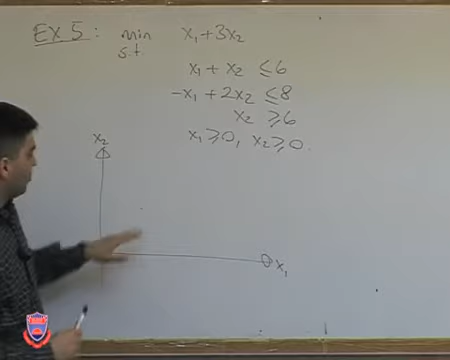 EX 5: min x₁+3x₂
s.t.
x₁ + x₂ ≤6
-x₁ + 2x₂ ≤8
x₂ ≥6
x₁≥0, x₂≥0.
x₂
x₁